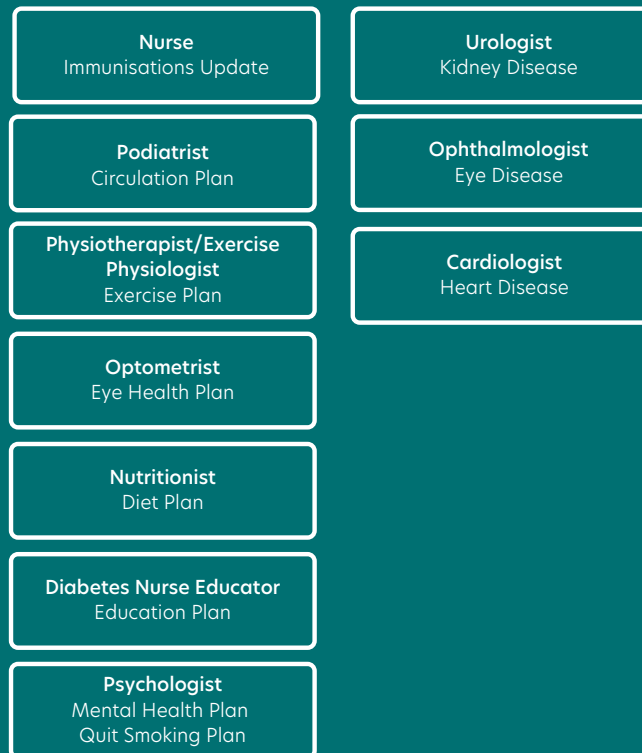 Nurse
Immunisations Update
Podiatrist
Circulation Plan
Physiotherapist/Exercise
Physiologist
Exercise Plan
Optometrist
Eye Health Plan
Nutritionist
Diet Plan
Diabetes Nurse Educator
Education Plan
Psychologist
Mental Health Plan
Quit Smoking Plan
Urologist
Kidney Disease
Ophthalmologist
Eye Disease
Cardiologist
Heart Disease